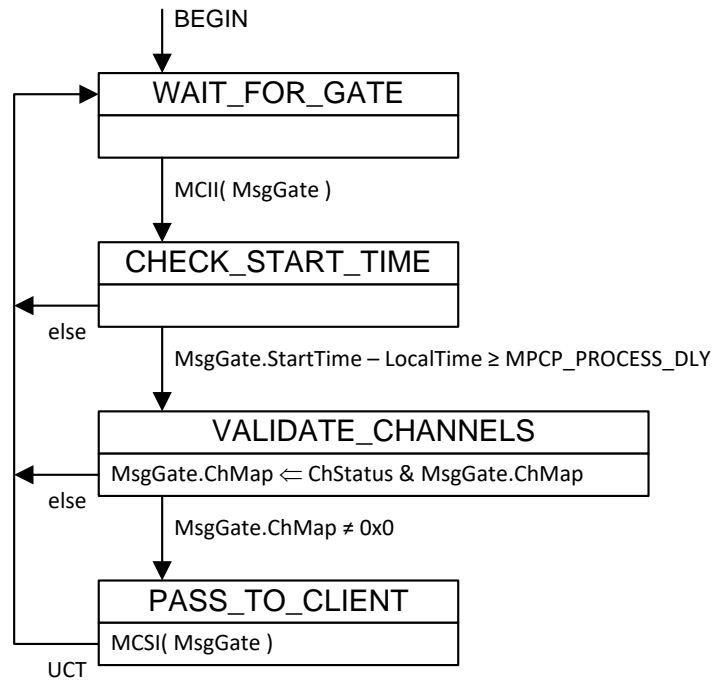 BEGIN
WAIT_FOR_GATE
MCII( MsgGate )
CHECK_START_TIME
else
MsgGate.StartTime – LocalTime ≥ MPCP_PROCESS_DLY
VALIDATE_CHANNELS
MsgGate.ChMap ⇐ ChStatus & MsgGate.ChMap
else
MsgGate.ChMap ≠ 0x0
PASS_TO_CLIENT
MCSI( MsgGate )
UCT